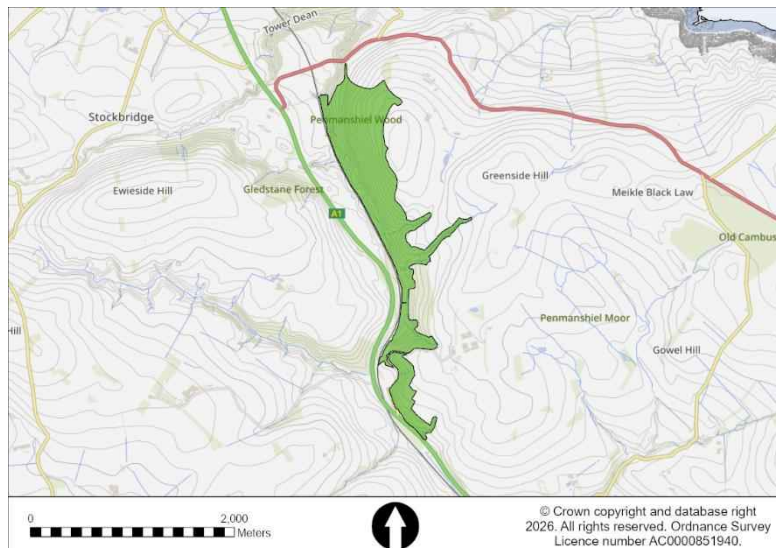 Tower Dean
Stockbridge
Penmanshiel Wood
Greenside Hill
Ewieside Hill
Gledstane Forest
Meikle Black Law
A1
Old Cambus
Hill
Penmanshiel Moor
Gowel Hill
0
2,000
Meters
© Crown copyright and database right
2026. All rights reserved. Ordnance Survey
Licence number AC0000851940.